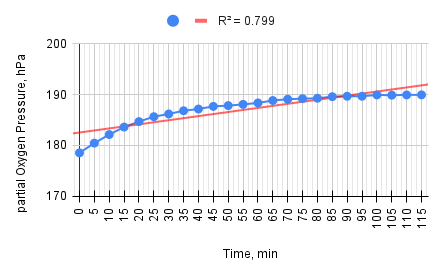 R² = 0.799
partial Oxygen Pressure, hPa
200
190
180
170
0 5 10 15 20 25 30 35 40 45 50 55 60 65 70 75 80 85 90 95 100 105 110 115
Time, min